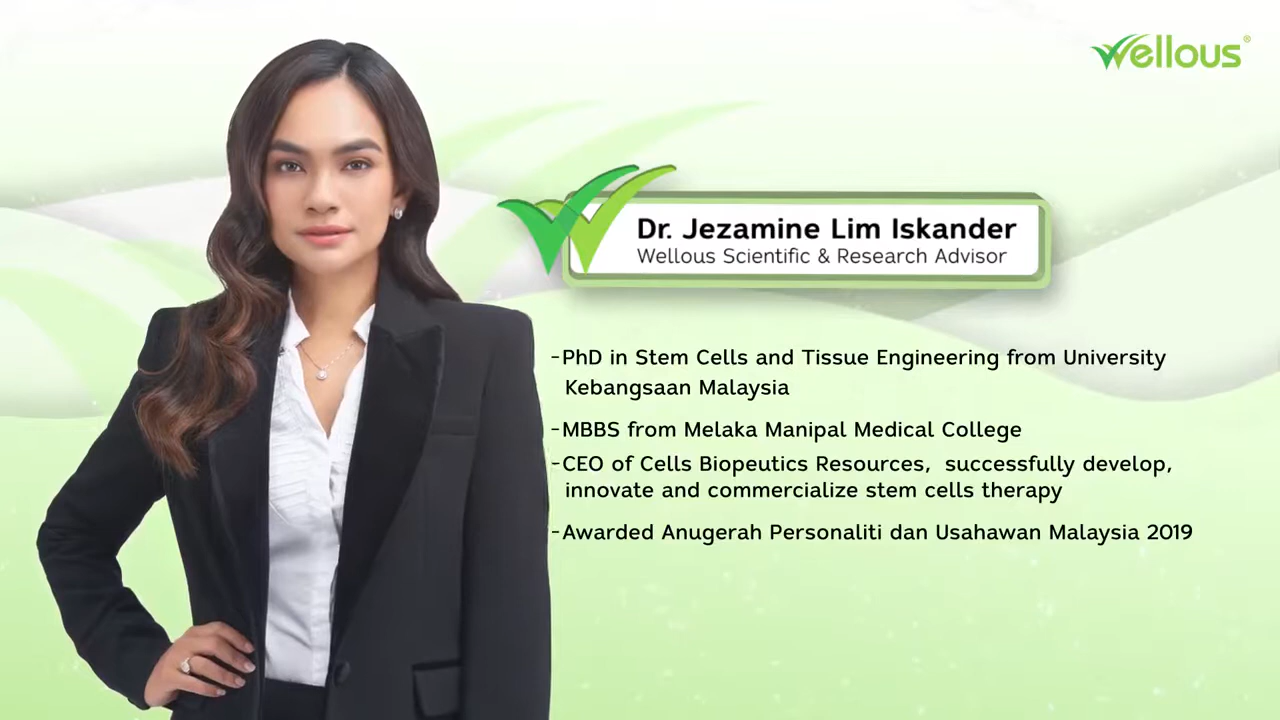 Wellous®
Dr. Jezamine Lim Iskander
Wellous Scientific & Research Advisor
-PhD in Stem Cells and Tissue Engineering from University
Kebangsaan Malaysia
-MBBS from Melaka Manipal Medical College
-CEO of Cells Biopeutics Resources, successfully develop,
innovate and commercialize stem cells therapy
-Awarded Anugerah Personaliti dan Usahawan Malaysia 2019